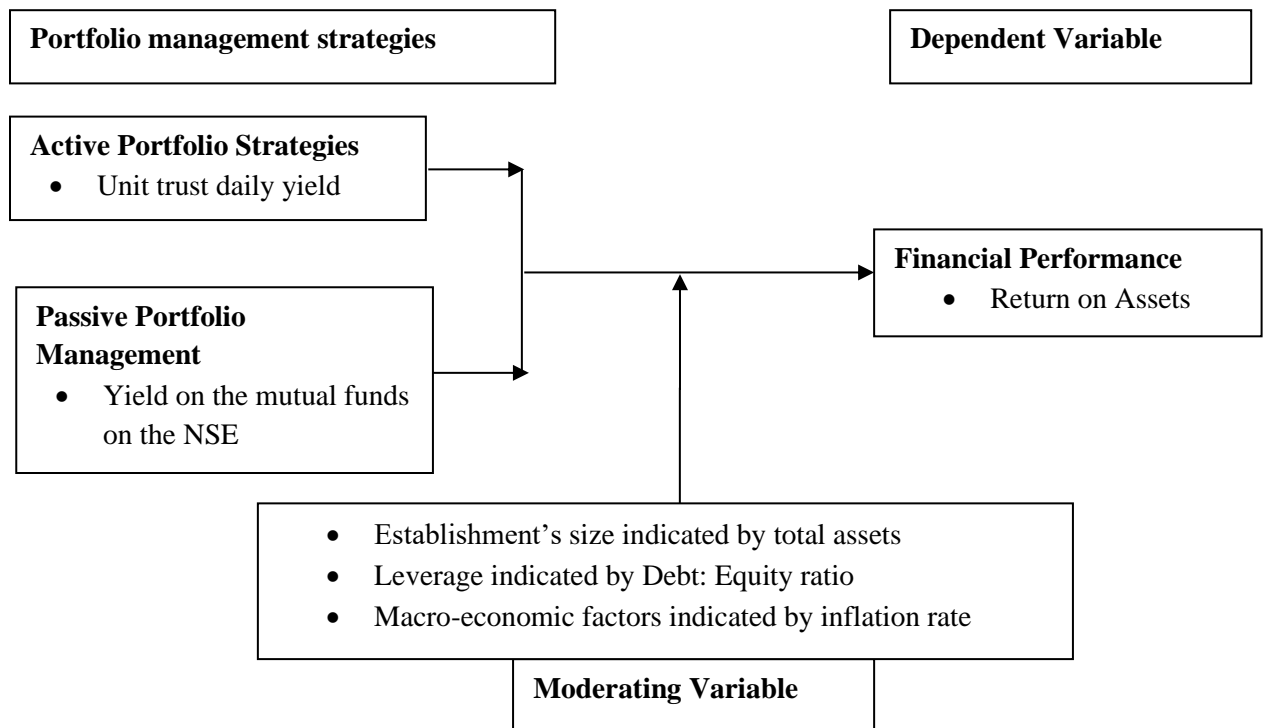 Portfolio management strategies
Dependent Variable
Active Portfolio Strategies
• Unit trust daily yield
Financial Performance
• Return on Assets
Passive Portfolio
Management
• Yield on the mutual funds
on the NSE
• Establishment’s size indicated by total assets
• Leverage indicated by Debt: Equity ratio
• Macro-economic factors indicated by inflation rate
Moderating Variable